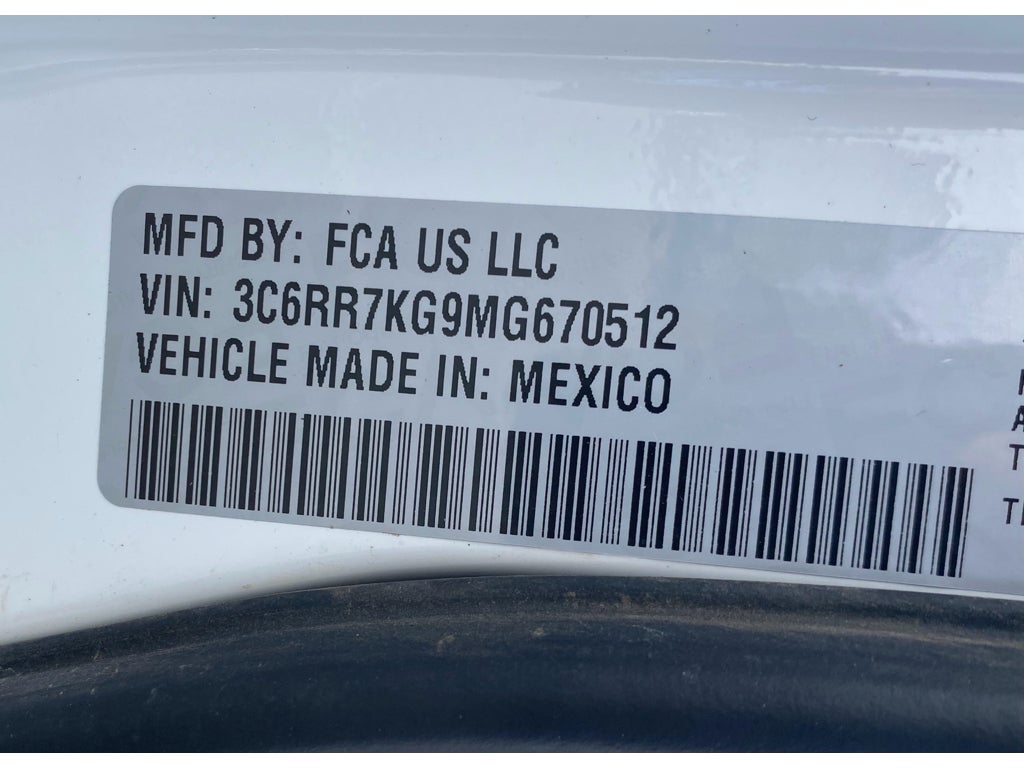 MFD BY: FCA US LLC
VIN: 3C6RR7KG9MG670512
VEHICLE MADE IN: MEXICO